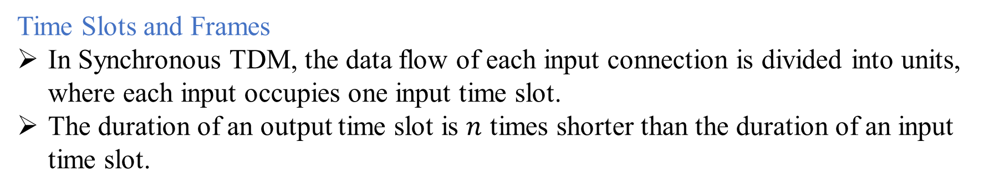 Time Slots and Frames
➢ In Synchronous TDM, the data flow of each input connection is divided into units,
where each input occupies one input time slot.
➢ The duration of an output time slot is n times shorter than the duration of an input
time slot.